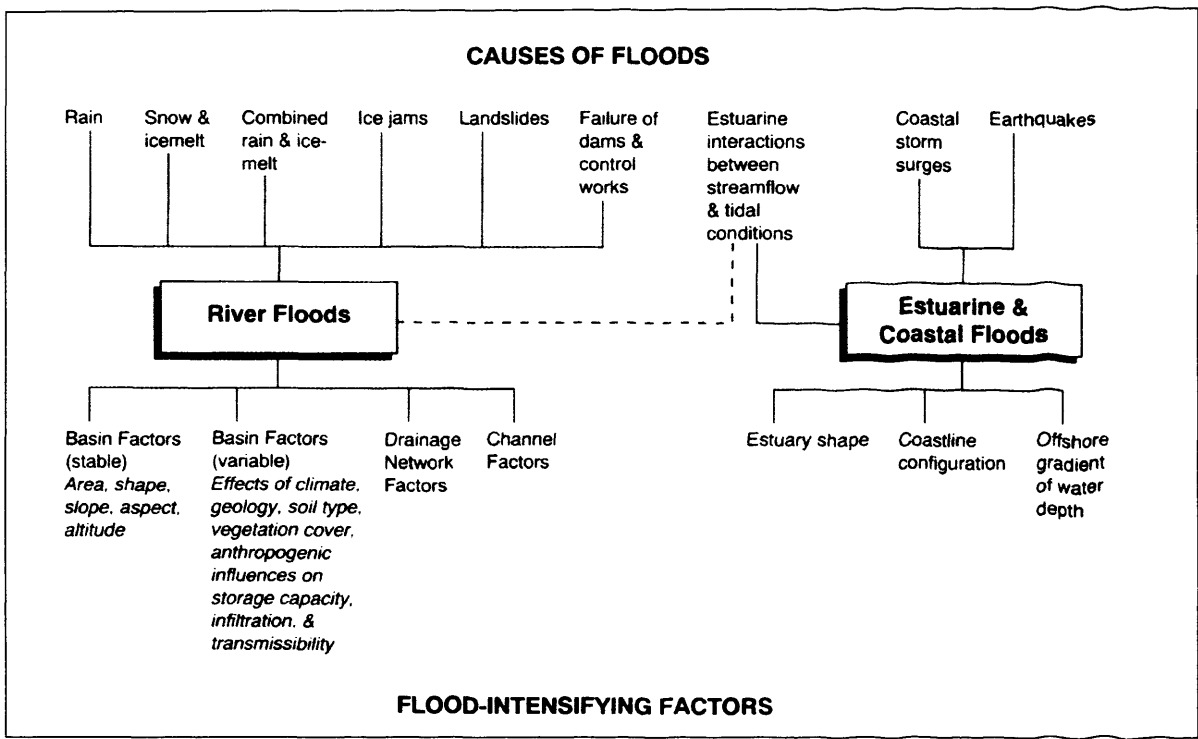 CAUSES OF FLOODS
Rain
Snow &
icemelt
Combined
rain & ice-
melt
Ice jams
Landslides
Failure of
dams &
control
works
Estuarine
interactions
between
streamflow
& tidal
conditions
Coastal
storm
surges
Earthquakes
River Floods
Estuarine &
Coastal Floods
Basin Factors
(stable)
Area, shape,
slope, aspect,
altitude
Basin Factors
(variable)
Effects of climate,
geology, soil type,
vegetation cover,
anthropogenic
influences on
storage capacity,
infiltration, &
transmissibility
Drainage
Network
Factors
Channel
Factors
Estuary shape
Coastline
configuration
Offshore
gradient
of water
depth
FLOOD-INTENSIFYING FACTORS